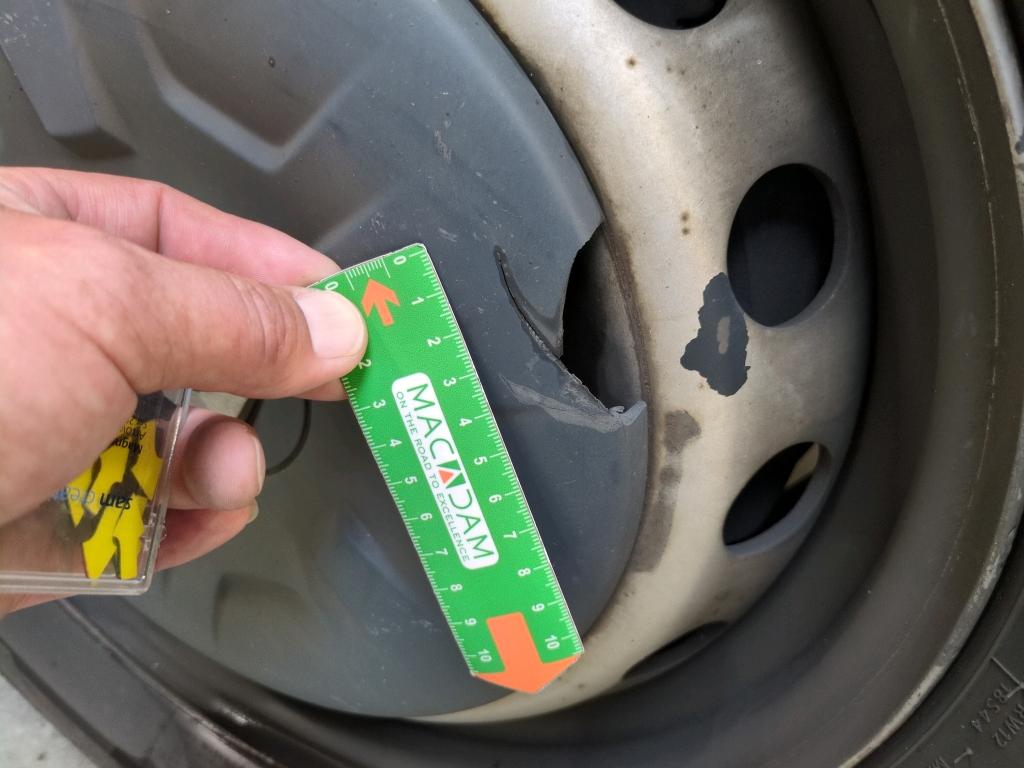 0 1 2 3 4 5 6 7 8 9 10
0 2 3 4 5 6 7 8 9 10
MACADAM
ON THE ROAD TO EXCELLENCE
sam